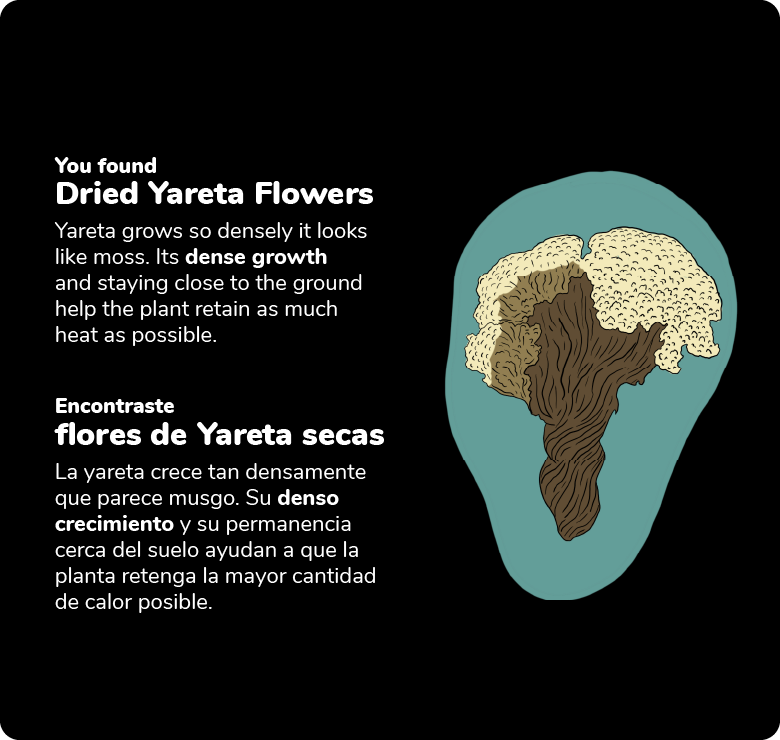 You found
Dried Yareta Flowers
Yareta grows so densely it looks
like moss. Its dense growth
and staying close to the ground
help the plant retain as much
heat as possible.
Encontraste
flores de Yareta secas
La yareta crece tan densamente
que parece musgo. Su denso
crecimiento y su permanencia
cerca del suelo ayudan a que la
planta retenga la mayor cantidad
de calor posible.